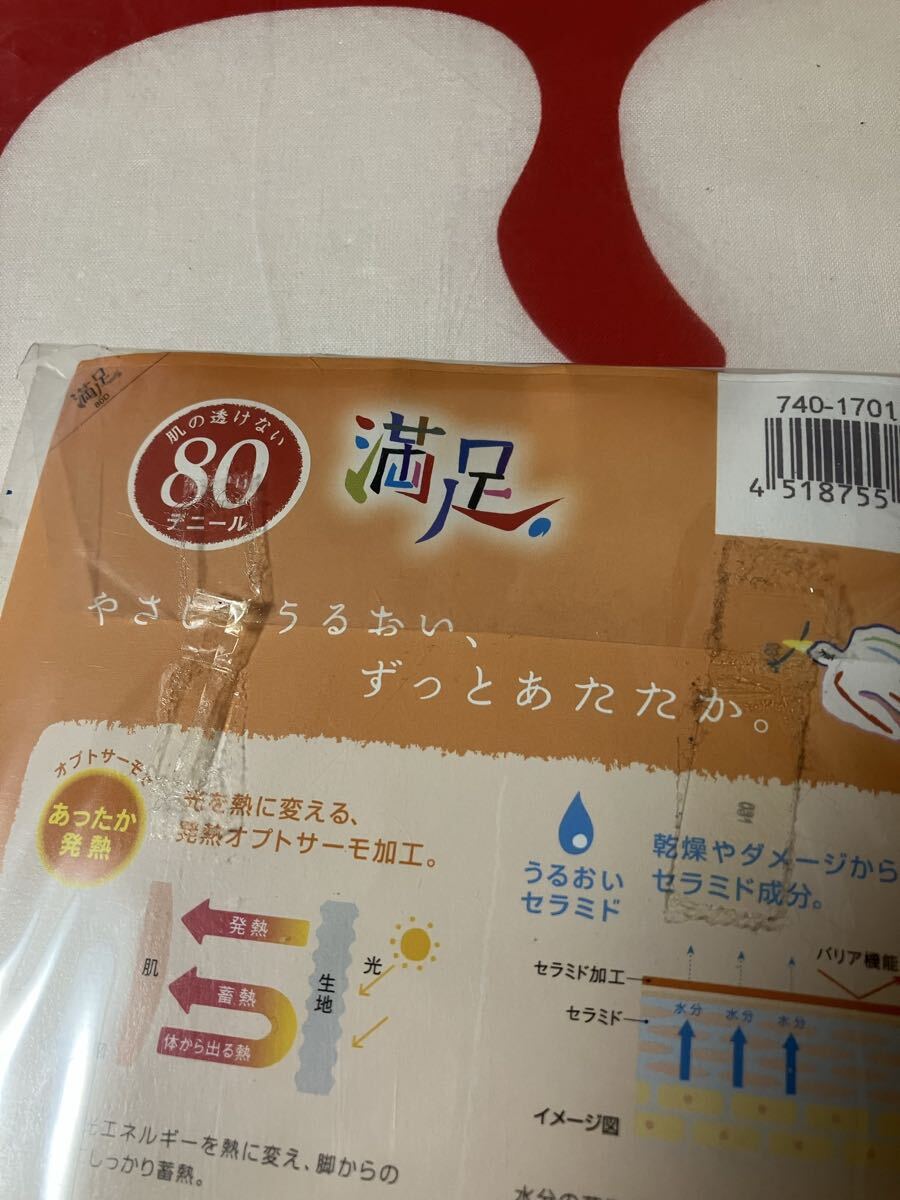 満足。
80D
肌の透けない
80
デニール
満足。
740-1701
4 518755
やさしくうるおい、
ずっとあたたか。
オプトサーモ
あったか
発熱
光を熱に変える、
発熱オプトサーモ加工。
うるおい
セラミド
乾燥やダメージから
セラミド成分。
発熱
蓄熱
体から出る熱
肌
生地
光
セラミド加工
バリア機能
セラミド
水分
水分
水分
イメージ図
エネルギーを熱に変え、脚からの
しっかり蓄熱。